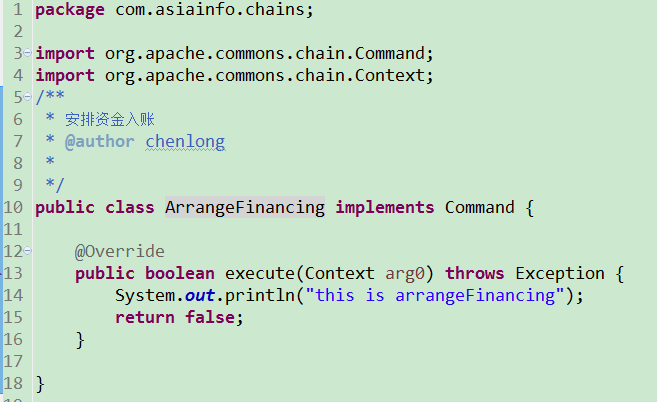 1 package com.asiainfo.chains;
2
3 import org.apache.commons.chain.Command;
4 import org.apache.commons.chain.Context;
5 /**
6  * 安排资金入账
7  * @author chenlong
8  *
9  */
10 public class ArrangeFinancing implements Command {
11
12     @Override
13     public boolean execute(Context arg0) throws Exception {
14         System.out.println("this is arrangeFinancing");
15         return false;
16     }
17
18 }